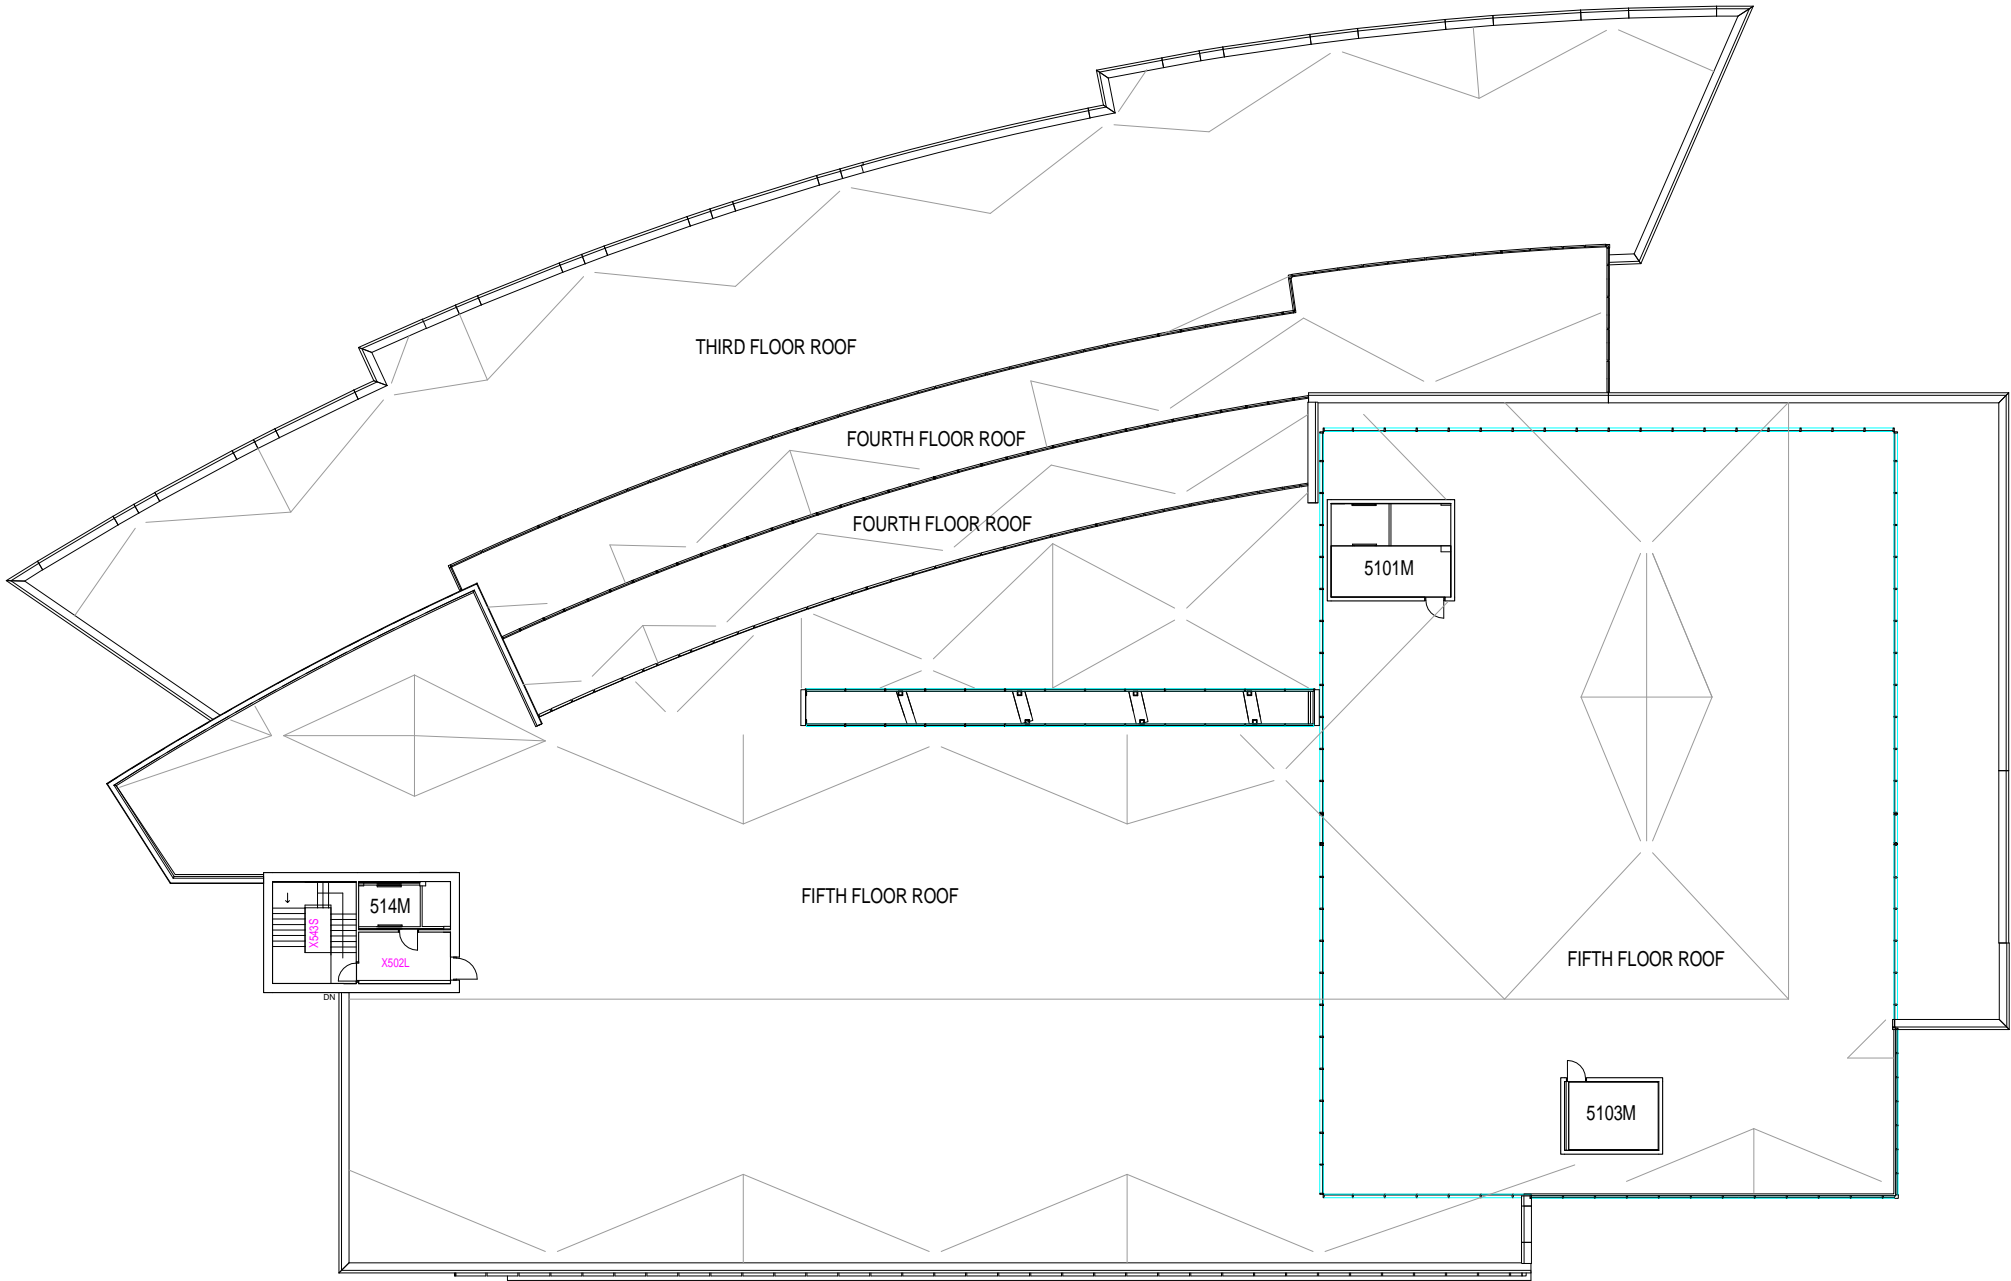 THIRD FLOOR ROOF
FOURTH FLOOR ROOF
FOURTH FLOOR ROOF
5101M
FIFTH FLOOR ROOF
514M
X543S
X502L
DN
FIFTH FLOOR ROOF
5103M